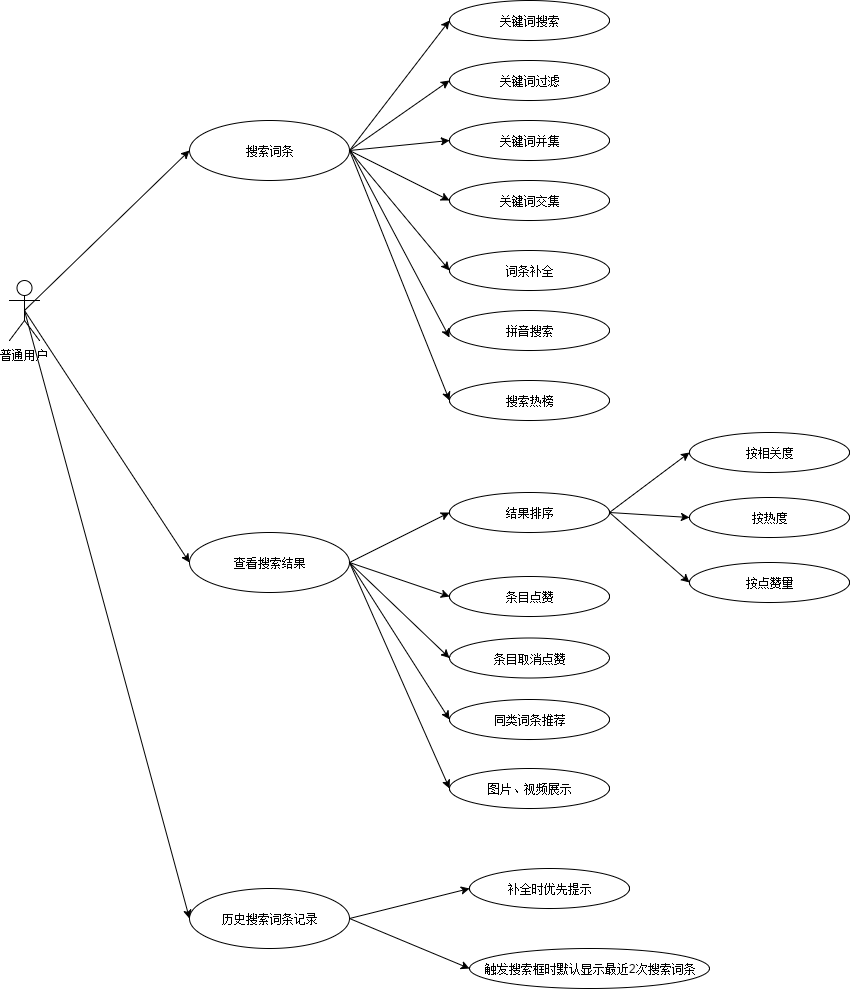 关键词搜索
关键词过滤
关键词并集
搜索词条
关键词交集
词条补全
拼音搜索
普通用户
搜索热榜
按相关度
结果排序
按热度
查看搜索结果
按点赞量
条目点赞
条目取消点赞
同类词条推荐
图片、视频展示
补全时优先提示
历史搜索词条记录
触发搜索框时默认显示最近2次搜索词条